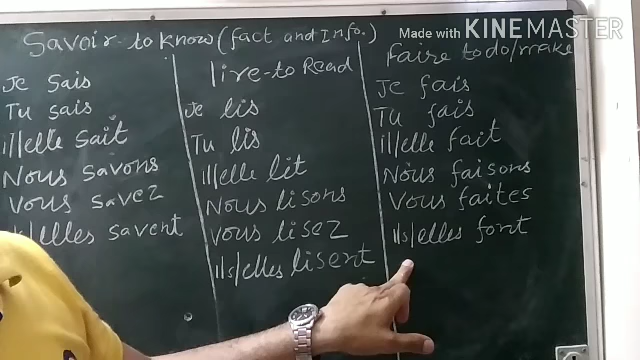 Made with KINEMASTER
Savoir-to know (fact and Info.)
Je sais
Tu sais
il/elle sait
Nous savons
Vous savez
ils/elles savent
lire-to Read
Je lis
Tu lis
il/elle lit
Nous lisons
Vous lisez
ils/elles lisent
faire to do/make
Je fais
Tu fais
il/elle fait
Nous faisons
Vous faites
ils/elles font